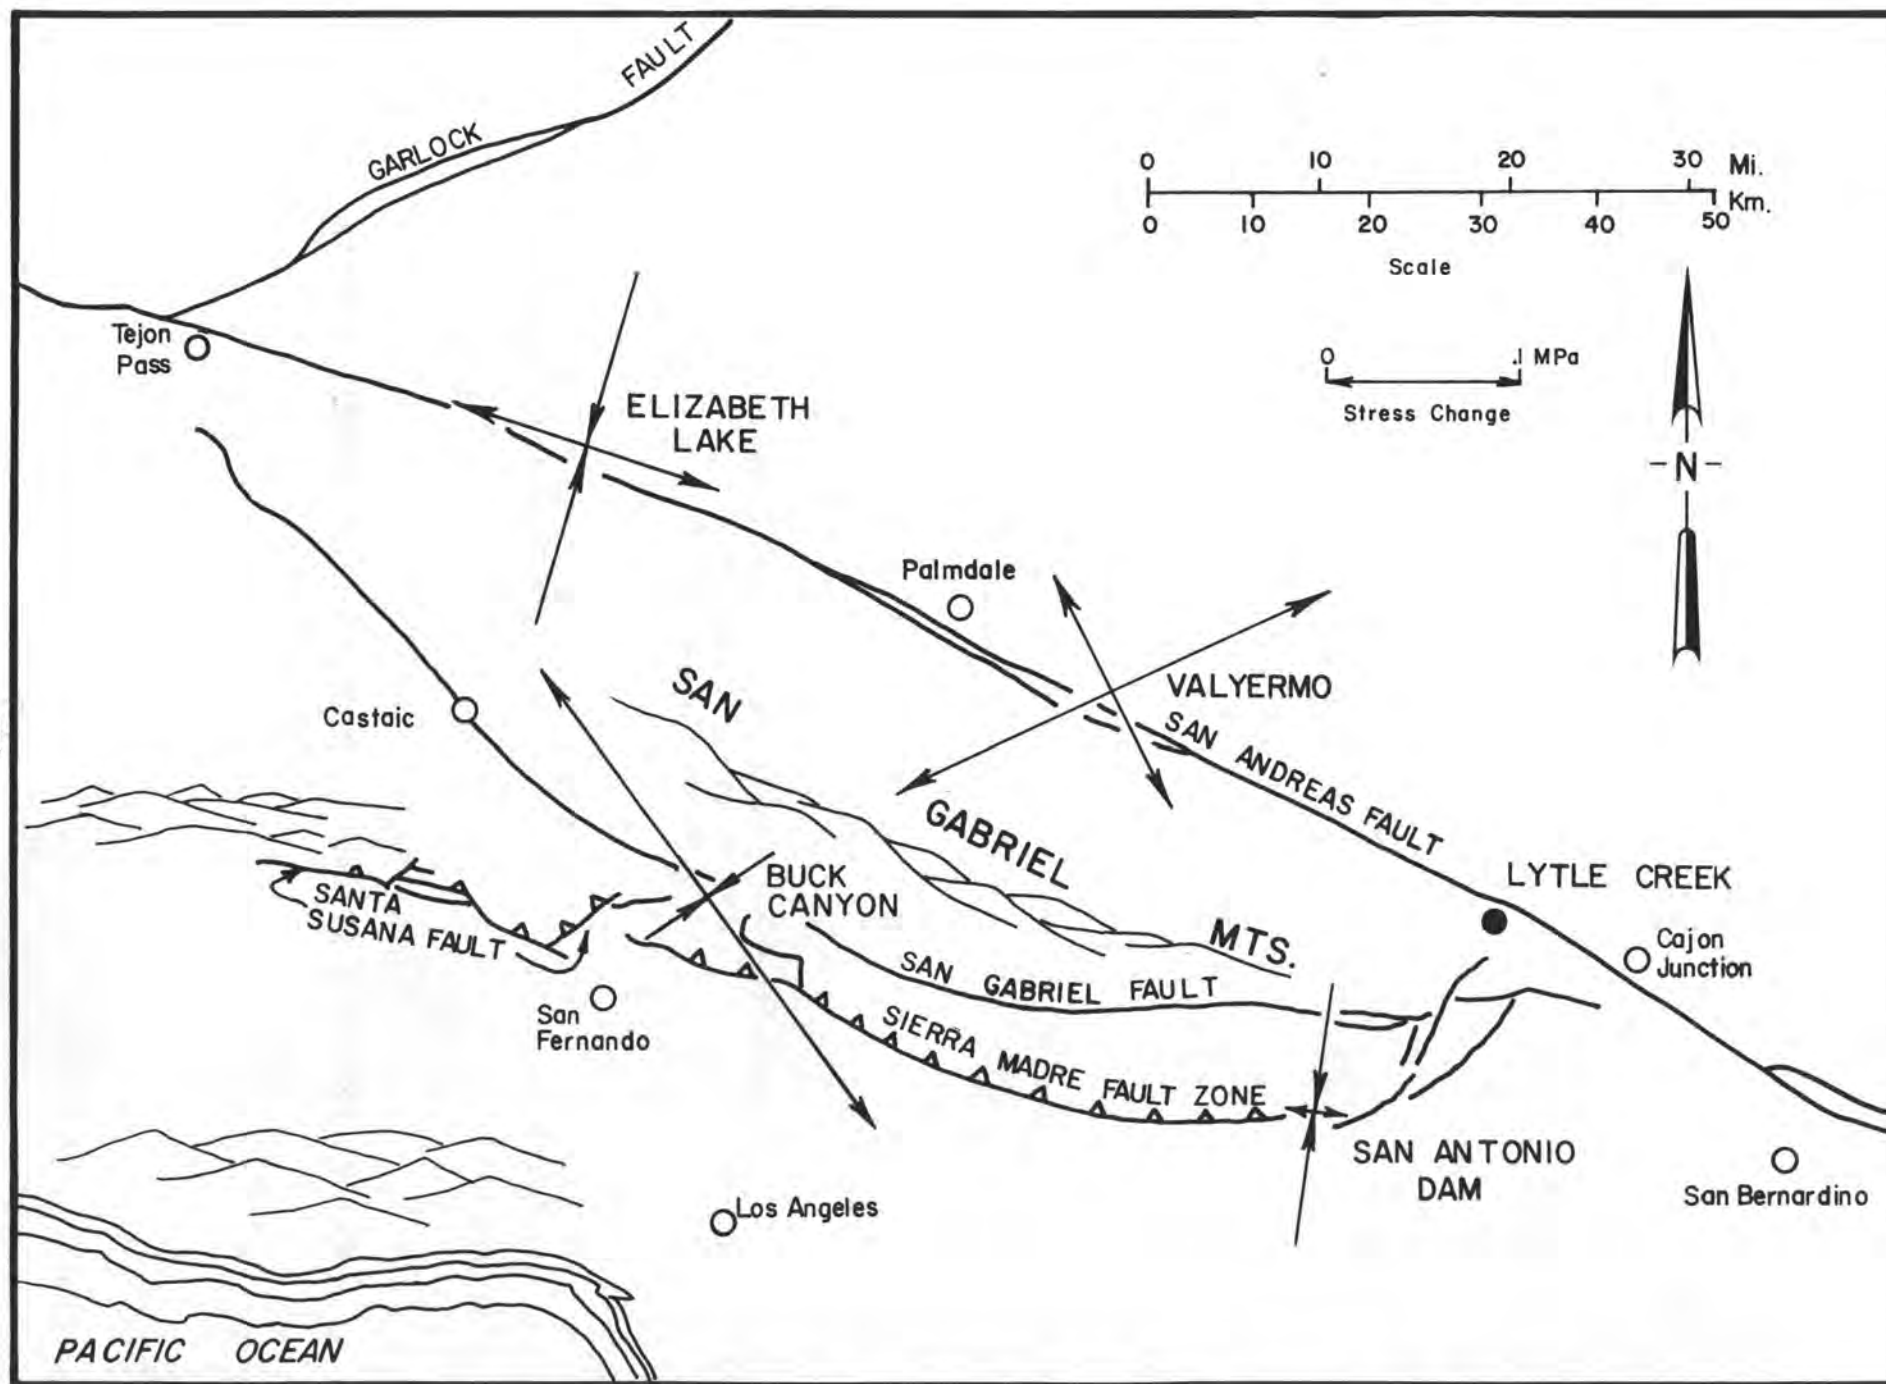 GARLOCK FAULT
0 10 20 30 Mi.
Km.
0 10 20 30 40 50
Scale
Tejon
Pass
0 .1 MPa
Stress Change
ELIZABETH
LAKE
-N-
Palmdale
SAN GABRIEL MTS.
VALYERMO
Castaic
SAN ANDREAS FAULT
BUCK
CANYON
LYTLE CREEK
SANTA
SUSANA FAULT
Cajon
Junction
SAN GABRIEL FAULT
San
Fernando
SIERRA MADRE FAULT ZONE
SAN ANTONIO
DAM
San Bernardino
Los Angeles
PACIFIC OCEAN